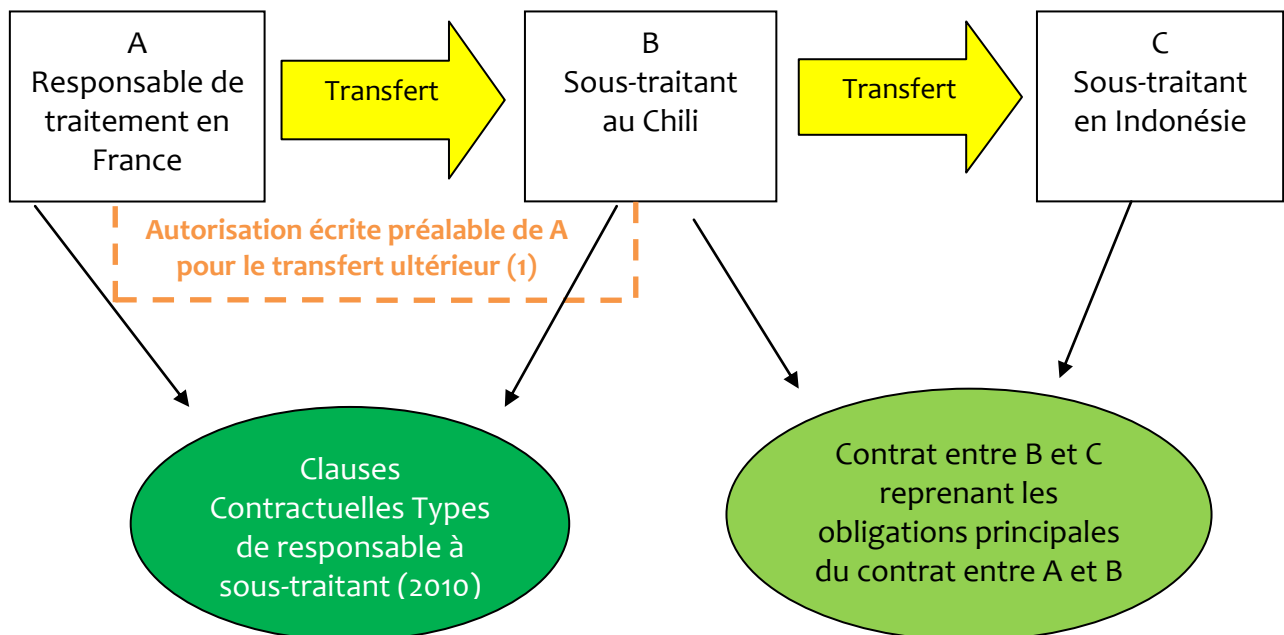 A
Responsable de
traitement en
France
Transfert
B
Sous-traitant
au Chili
Transfert
C
Sous-traitant
en Indonésie
Autorisation écrite préalable de A
pour le transfert ultérieur (1)
Clauses
Contractuelles Types
de responsable à
sous-traitant (2010)
Contrat entre B et C
reprenant les
obligations principales
du contrat entre A et B